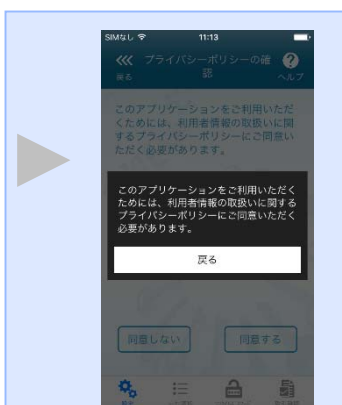 SIMなし 11:13
プライバシーポリシーの確認
戻る ヘルプ
このアプリケーションをご利用いただ
くためには、利用者情報の取扱いに関
するプライバシーポリシーにご同意い
ただく必要があります。
このアプリケーションをご利用いただく
ためには、利用者情報の取扱いに関する
プライバシーポリシーにご同意いただく
必要があります。
戻る
同意しない 同意する